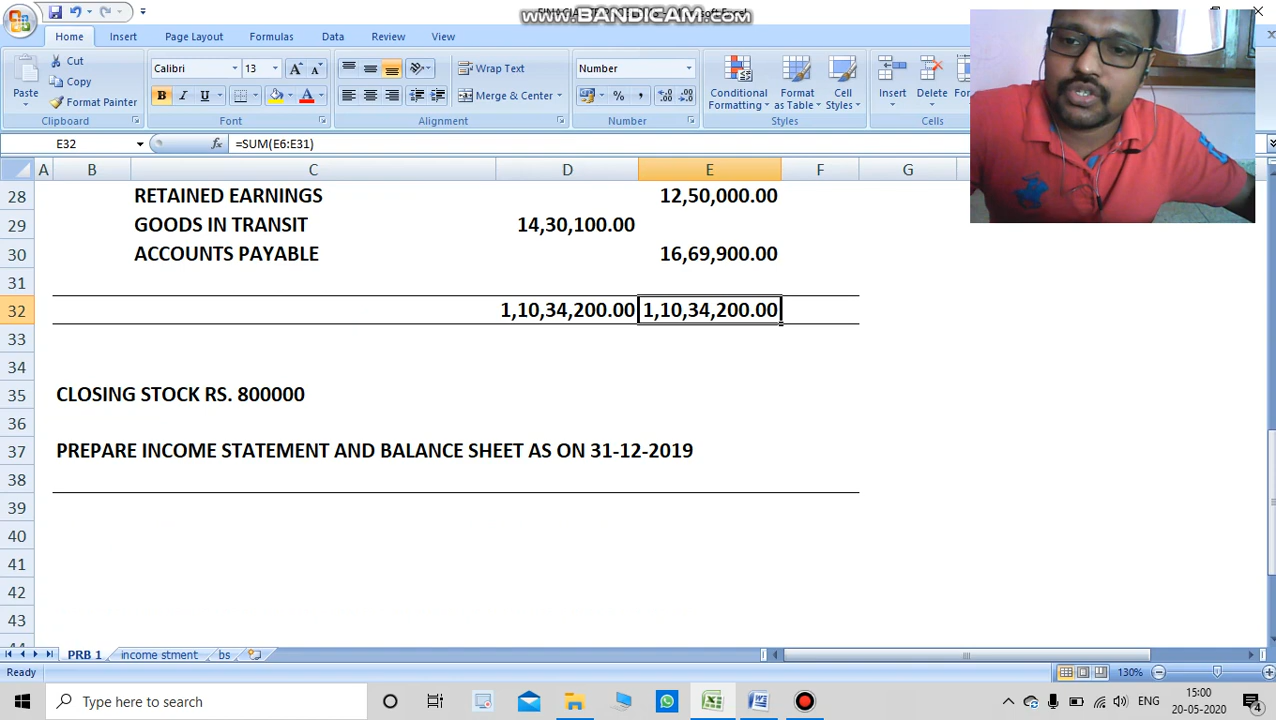 www.BANDICAM.com
Home Insert Page Layout Formulas Data Review View
Cut
Copy
Format Painter
Paste
Clipboard
Calibri 13
B I U
Font
Wrap Text
Merge & Center
Alignment
Number
Number
Conditional Formatting
Format as Table
Cell Styles
Styles
Insert Delete
Cells
E32 fx =SUM(E6:E31)
A B C D E F G
28 RETAINED EARNINGS 12,50,000.00
29 GOODS IN TRANSIT 14,30,100.00
30 ACCOUNTS PAYABLE 16,69,900.00
31
32 1,10,34,200.00 1,10,34,200.00
33
34
35 CLOSING STOCK RS. 800000
36
37 PREPARE INCOME STATEMENT AND BALANCE SHEET AS ON 31-12-2019
38
39
40
41
42
43
PRB 1 income stment bs
Ready 130%
Type here to search
ENG
15:00
20-05-2020
4